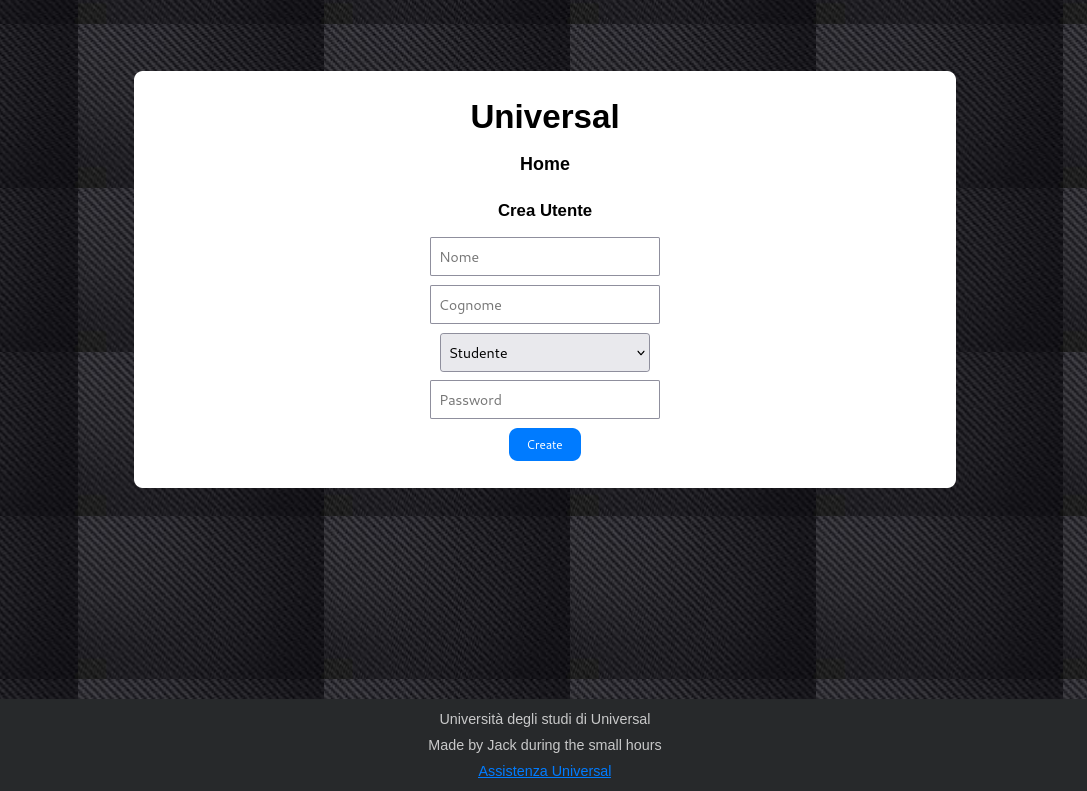 Universal
Home
Crea Utente
Nome
Cognome
Studente
Password
Create
Università degli studi di Universal
Made by Jack during the small hours
Assistenza Universal